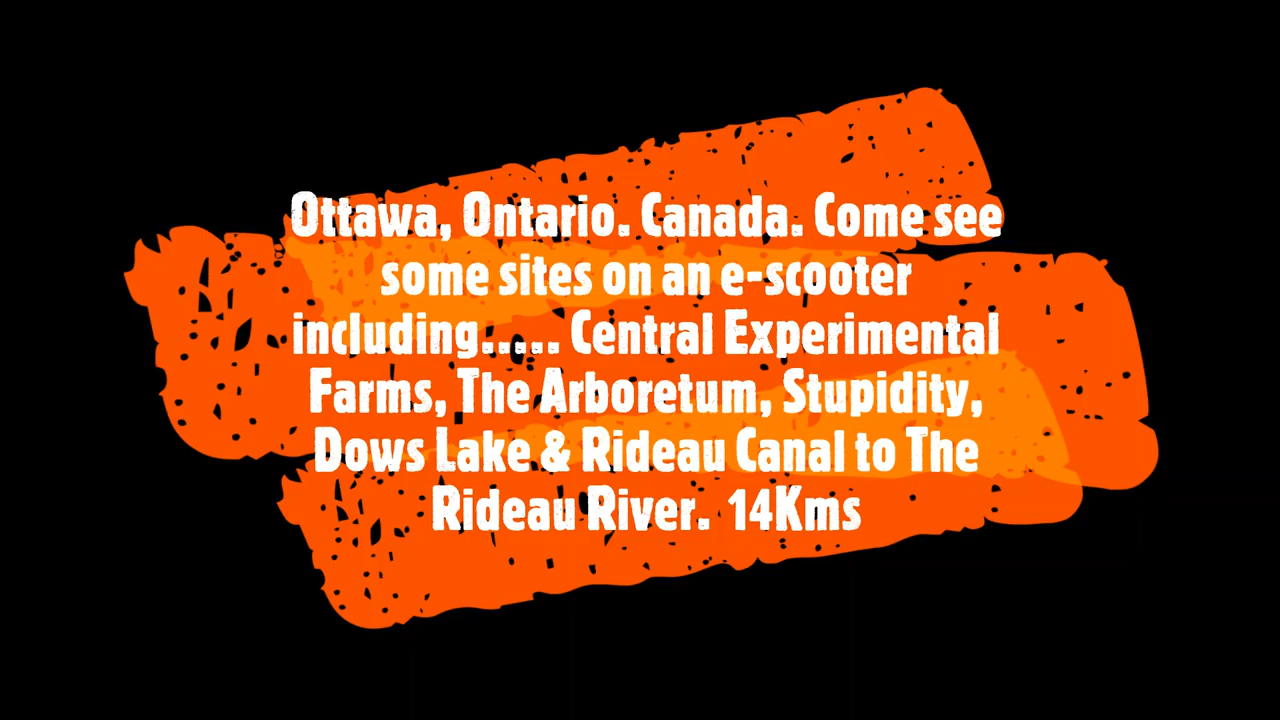 Ottawa, Ontario. Canada. Come see
some sites on an e-scooter
including..... Central Experimental
Farms, The Arboretum, Stupidity,
Dows Lake & Rideau Canal to The
Rideau River. 14Kms